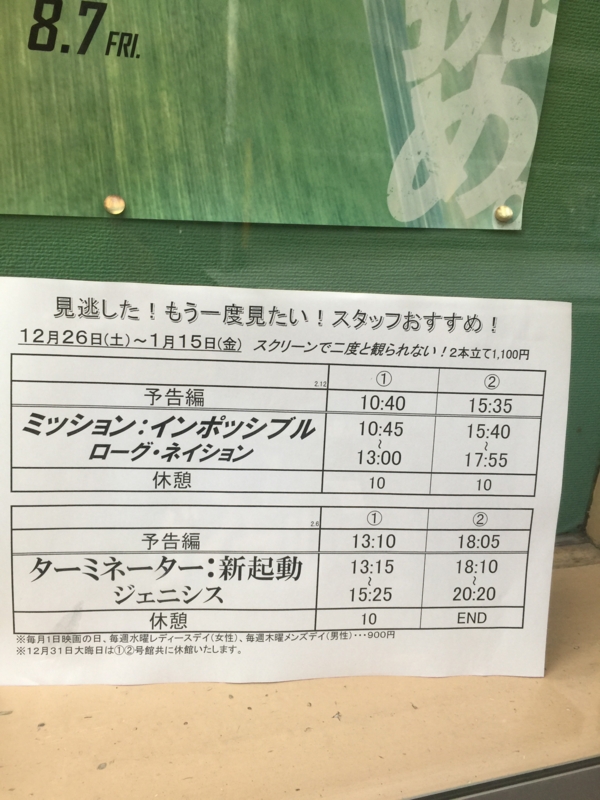 8.7 FRI.
め
見逃した！もう一度見たい！スタッフおすすめ！
12月26日(土)～1月15日(金) スクリーンで二度と観られない！2本立て1,100円
2.12 ① ②
予告編 10:40 15:35
ミッション：インポッシブル 10:45 15:40
～ ～
ローグ・ネイション 13:00 17:55
休憩 10 10
2.6 ① ②
予告編 13:10 18:05
ターミネーター：新起動 13:15 18:10
～ ～
ジェニシス 15:25 20:20
休憩 10 END
※毎月1日映画の日、毎週水曜レディースデイ(女性)、毎週木曜メンズデイ(男性)・・・900円
※12月31日大晦日は①②号館共に休館いたします。